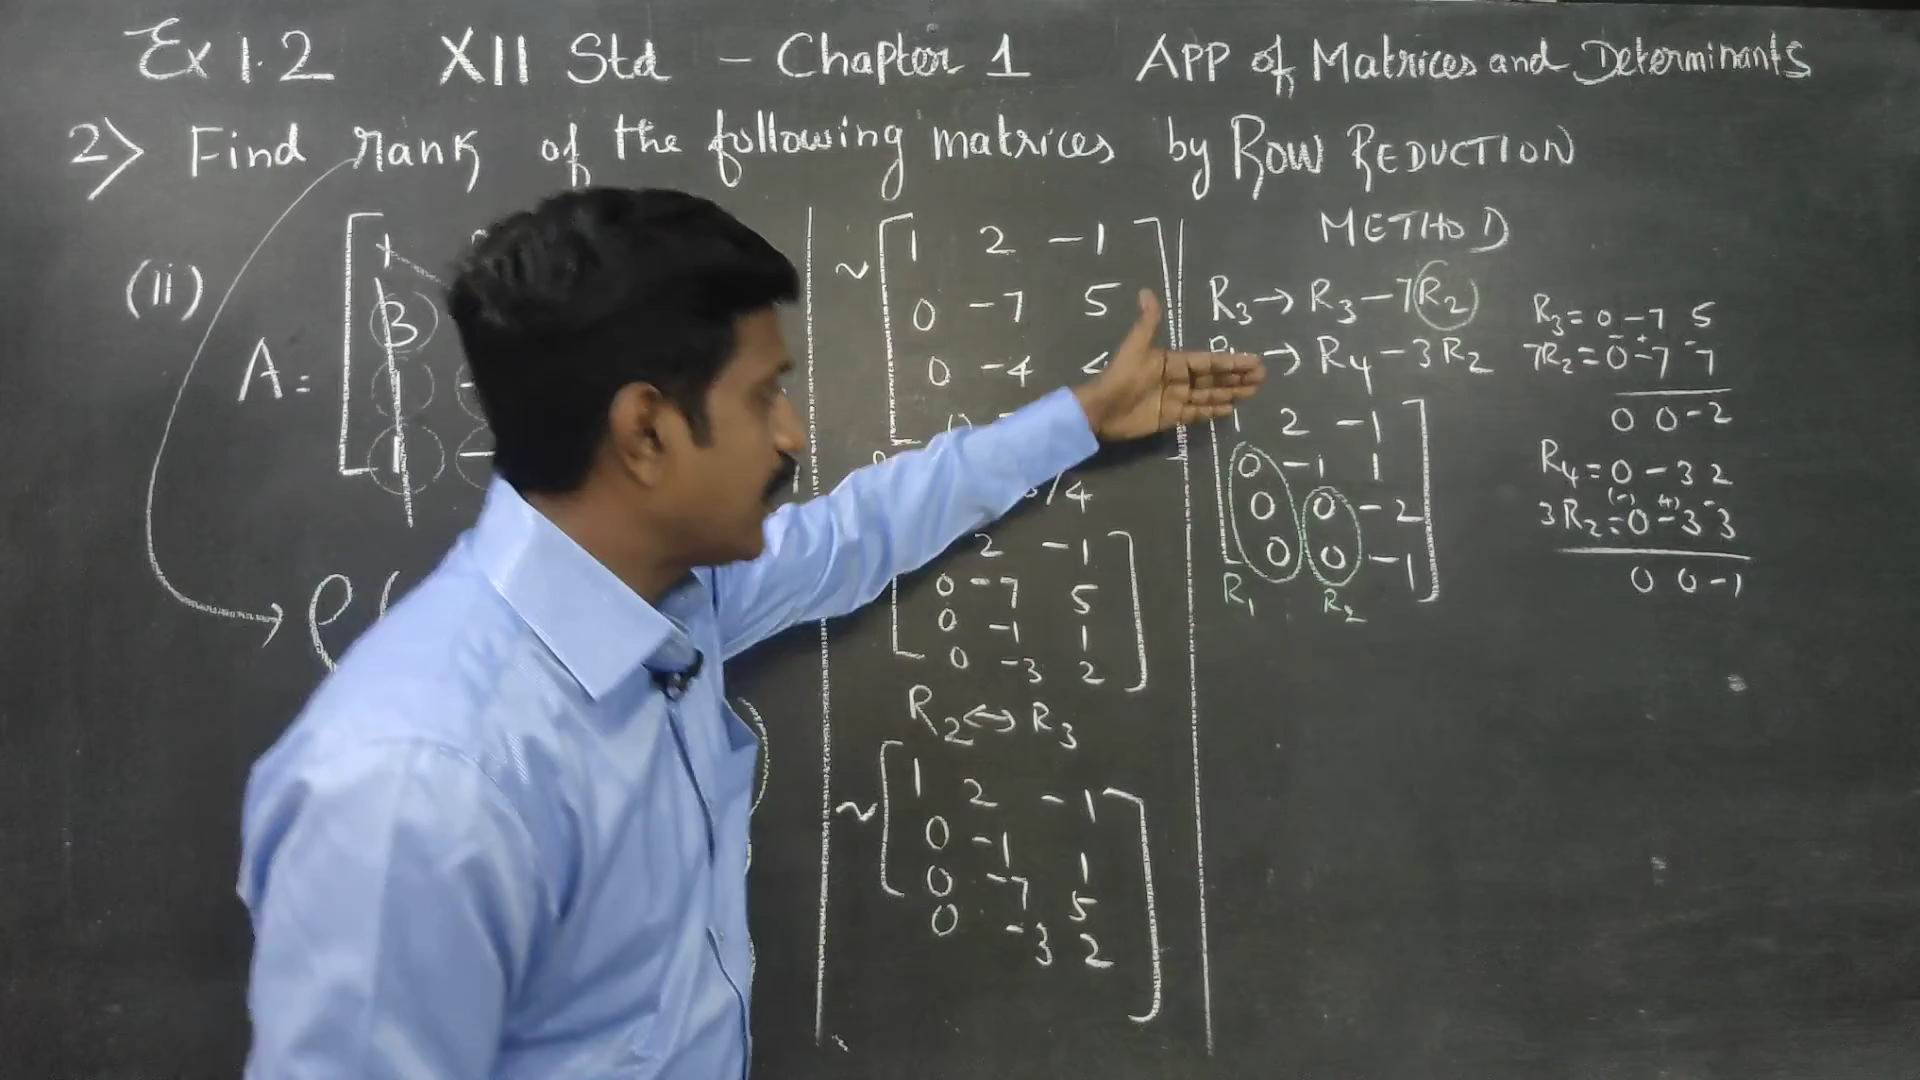 Ex 1.2 XII Std - Chapter 1 APP of Matrices and Determinants
2) Find rank of the following matrices by ROW REDUCTION
METHOD
(ii)
A =
3
ρ(
~
1 2 -1
0 -7 5
0 -4
0
/4
2 -1
0 -7 5
0 -1 1
0 -3 2
R2 ↔ R3
~
1 2 -1
0 -1 1
0 -7 5
0 -3 2
R3 → R3 - 7R2
→ R4 - 3R2
1 2 -1
0 -1 1
0 0 -2
0 0 -1
R1 R2
R3 = 0 -7 5
7R2 = 0 -7 7
- + -
0 0 -2
R4 = 0 -3 2
3R2 = 0 -3 3
(-) (+) -
0 0 -1